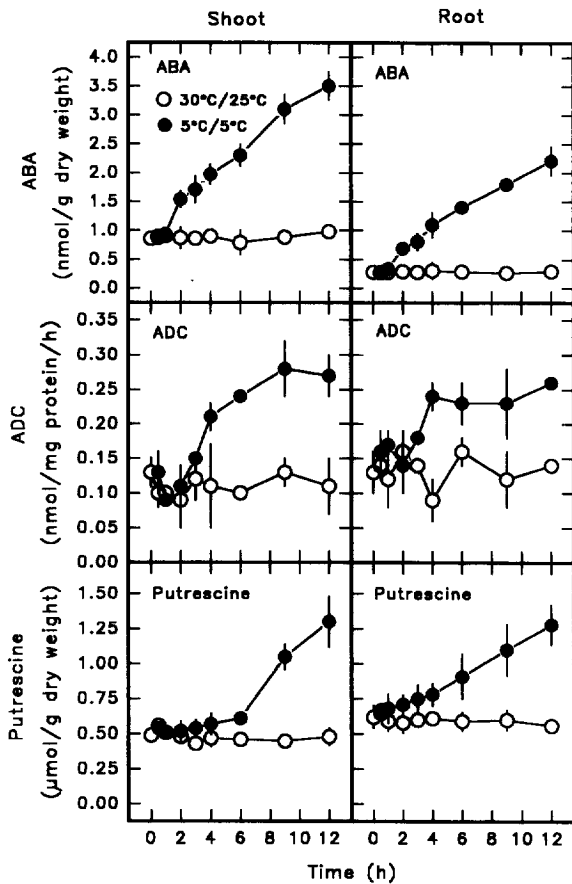 Shoot Root
ABA
(nmol/g dry weight)
4.0
3.5
3.0
2.5
2.0
1.5
1.0
0.5
0.0
ABA
30°C/25°C
5°C/5°C
ABA
ADC
(nmol/mg protein/h)
0.35
0.30
0.25
0.20
0.15
0.10
0.05
0.00
ADC
ADC
Putrescine
(μmol/g dry weight)
1.50
1.25
1.00
0.75
0.50
0.25
0.00
Putrescine
Putrescine
0 2 4 6 8 10 12 0 2 4 6 8 10 12
Time (h)